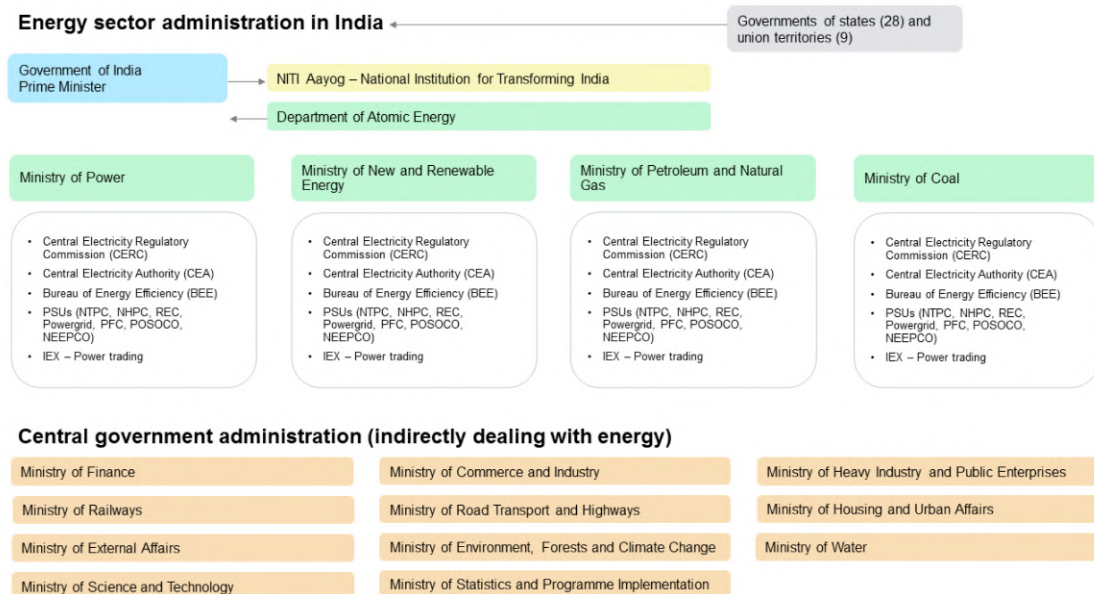 Energy sector administration in India
Governments of states (28) and
union territories (9)
Government of India
Prime Minister
NITI Aayog – National Institution for Transforming India
Department of Atomic Energy
Ministry of Power
• Central Electricity Regulatory
Commission (CERC)
• Central Electricity Authority (CEA)
• Bureau of Energy Efficiency (BEE)
• PSUs (NTPC, NHPC, REC,
Powergrid, PFC, POSOCO,
NEEPCO)
• IEX – Power trading
Ministry of New and Renewable
Energy
• Central Electricity Regulatory
Commission (CERC)
• Central Electricity Authority (CEA)
• Bureau of Energy Efficiency (BEE)
• PSUs (NTPC, NHPC, REC,
Powergrid, PFC, POSOCO,
NEEPCO)
• IEX – Power trading
Ministry of Petroleum and Natural
Gas
• Central Electricity Regulatory
Commission (CERC)
• Central Electricity Authority (CEA)
• Bureau of Energy Efficiency (BEE)
• PSUs (NTPC, NHPC, REC,
Powergrid, PFC, POSOCO,
NEEPCO)
• IEX – Power trading
Ministry of Coal
• Central Electricity Regulatory
Commission (CERC)
• Central Electricity Authority (CEA)
• Bureau of Energy Efficiency (BEE)
• PSUs (NTPC, NHPC, REC,
Powergrid, PFC, POSOCO,
NEEPCO)
• IEX – Power trading
Central government administration (indirectly dealing with energy)
Ministry of Finance
Ministry of Commerce and Industry
Ministry of Heavy Industry and Public Enterprises
Ministry of Railways
Ministry of Road Transport and Highways
Ministry of Housing and Urban Affairs
Ministry of External Affairs
Ministry of Environment, Forests and Climate Change
Ministry of Water
Ministry of Science and Technology
Ministry of Statistics and Programme Implementation